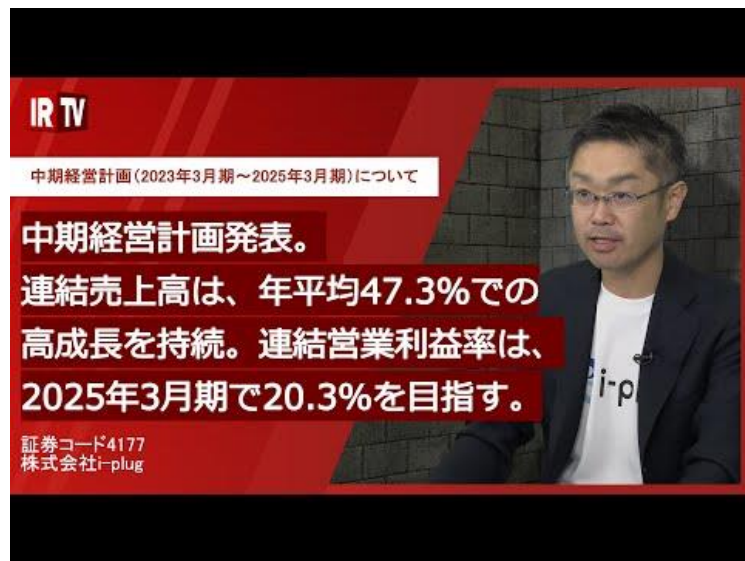 IR TV
中期経営計画(2023年3月期～2025年3月期)について
中期経営計画発表。
連結売上高は、年平均47.3%での
高成長を持続。連結営業利益率は、
2025年3月期で20.3%を目指す。
証券コード4177
株式会社i-plug
i-pl